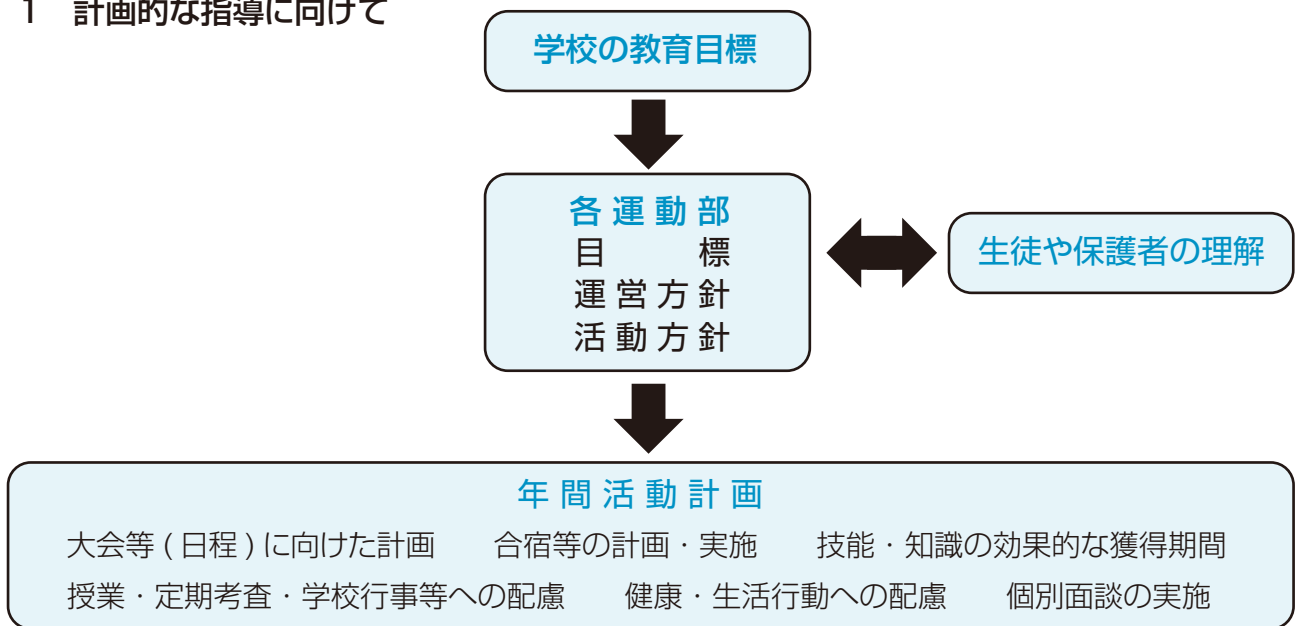 1 計画的な指導に向けて
学校の教育目標
各運動部
目標
運営方針
活動方針
生徒や保護者の理解
年間活動計画
大会等(日程)に向けた計画 合宿等の計画・実施 技能・知識の効果的な獲得期間
授業・定期考査・学校行事等への配慮 健康・生活行動への配慮 個別面談の実施